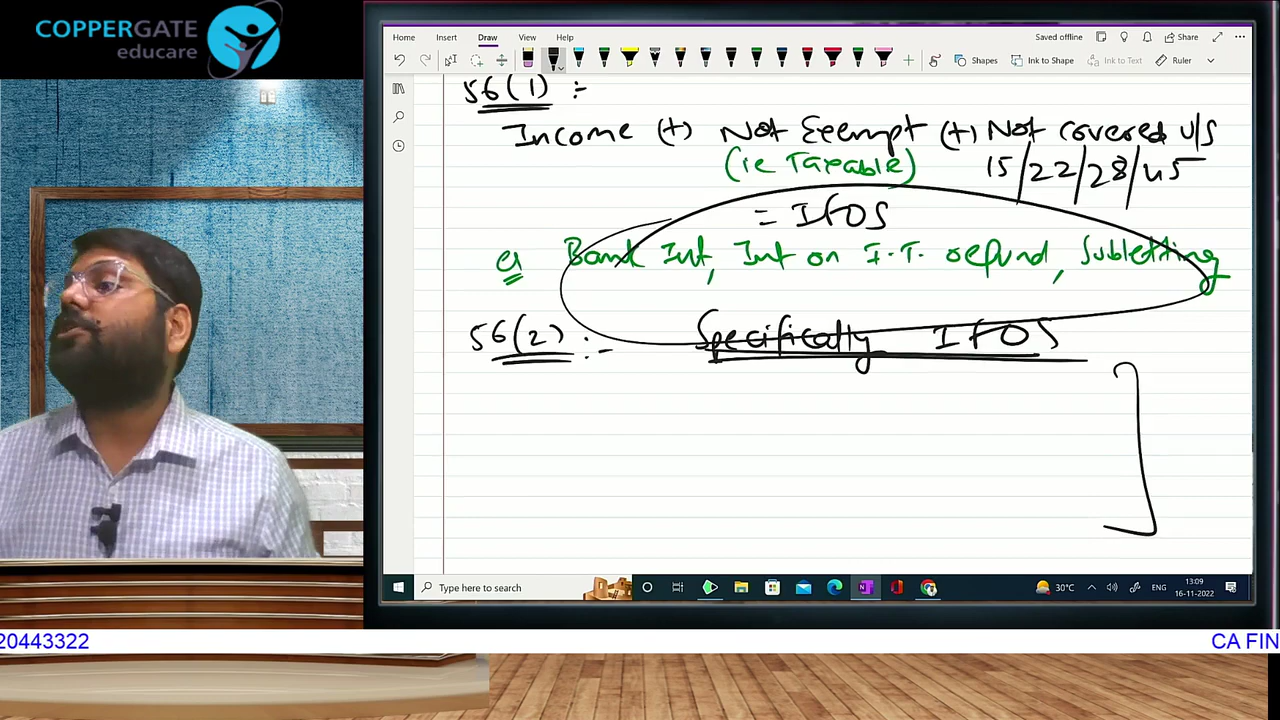 COPPERGATE
educare
Home Insert Draw View Help
Saved offline
Share
Shapes
Ink to Shape
Ink to Text
Ruler
56(1) :-
Income (+) Not Exempt (+) Not covered u/s
(ie Taxable) 15/22/28/45
= IFOS
eg Bank Int, Int on I.T. refund, Subletting
56(2) :- Specifically IFOS
Type here to search
30°C
ENG
13:09
16-11-2022
20443322
CA FIN